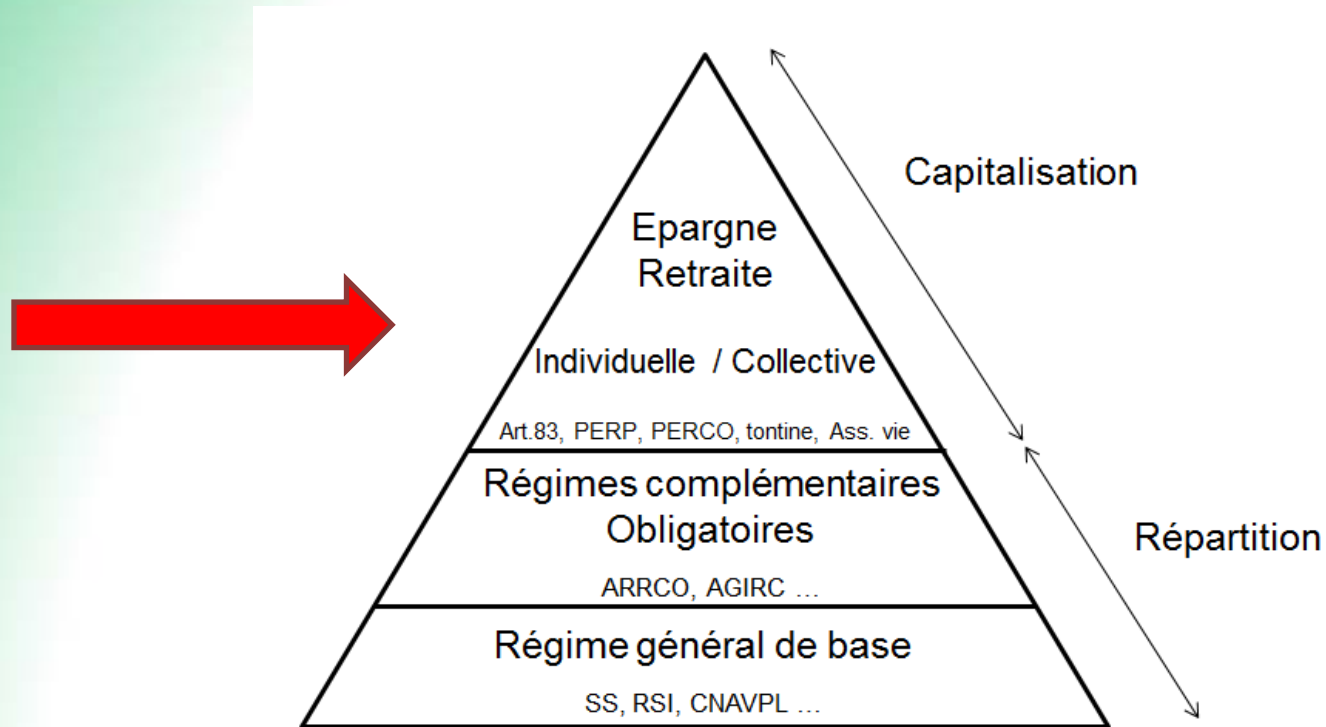 Capitalisation
Epargne
Retraite
Individuelle / Collective
Art.83, PERP, PERCO, tontine, Ass. vie
Régimes complémentaires
Obligatoires
Répartition
ARRCO, AGIRC ...
Régime général de base
SS, RSI, CNAVPL ...